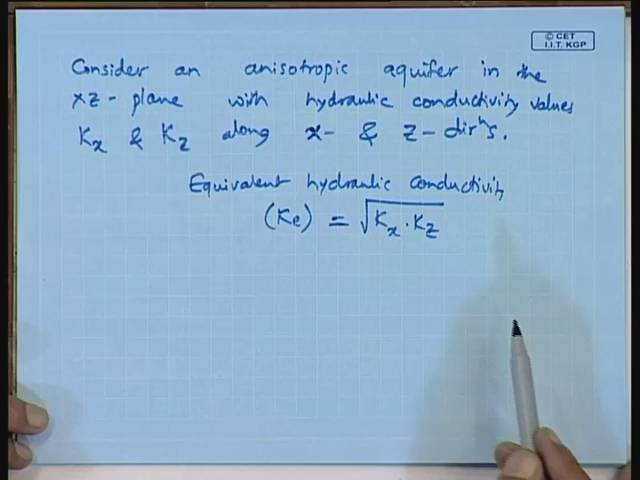 © CET
I.I.T. KGP
Consider an anisotropic aquifer in the
xz-plane with hydraulic conductivity values
Kx & Kz along x- & z-dirⁿs.
Equivalent hydraulic conductivity
(Ke) = √Kx.Kz